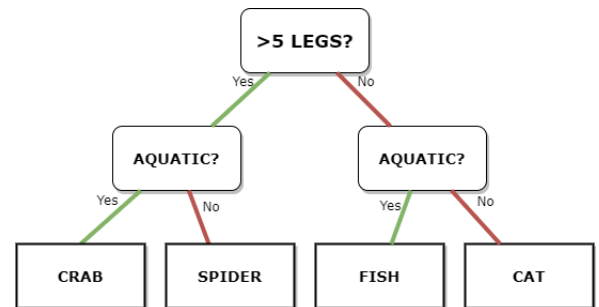 >5 LEGS?
Yes
No
AQUATIC?
AQUATIC?
Yes
No
Yes
No
CRAB
SPIDER
FISH
CAT